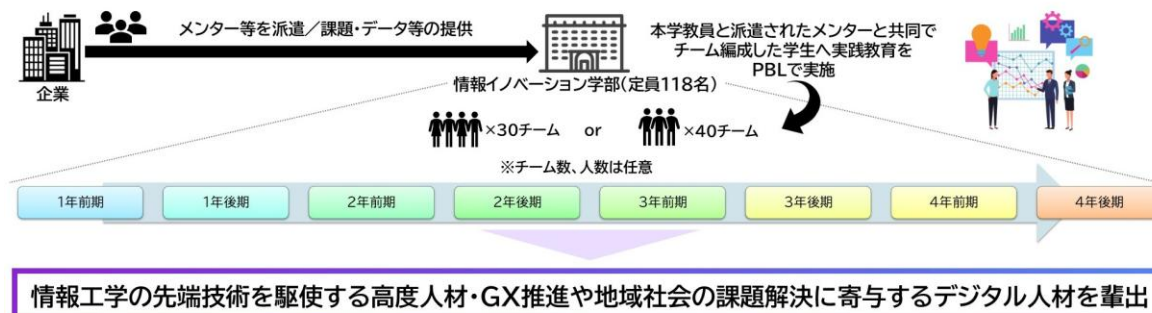 メンター等を派遣／課題・データ等の提供
企業
本学教員と派遣されたメンターと共同で
チーム編成した学生へ実践教育を
PBLで実施
情報イノベーション学部(定員118名)
×30チーム or ×40チーム
※チーム数、人数は任意
1年前期 1年後期 2年前期 2年後期 3年前期 3年後期 4年前期 4年後期
情報工学の先端技術を駆使する高度人材・GX推進や地域社会の課題解決に寄与するデジタル人材を輩出